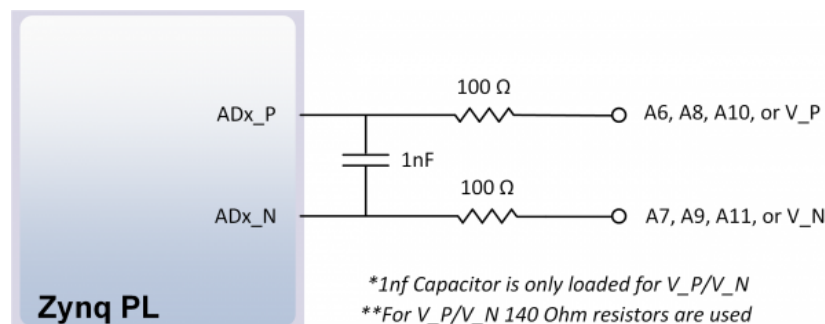 100 Ω
ADx_P
A6, A8, A10, or V_P
1nF
100 Ω
ADx_N
A7, A9, A11, or V_N
*1nf Capacitor is only loaded for V_P/V_N
Zynq PL
**For V_P/V_N 140 Ohm resistors are used